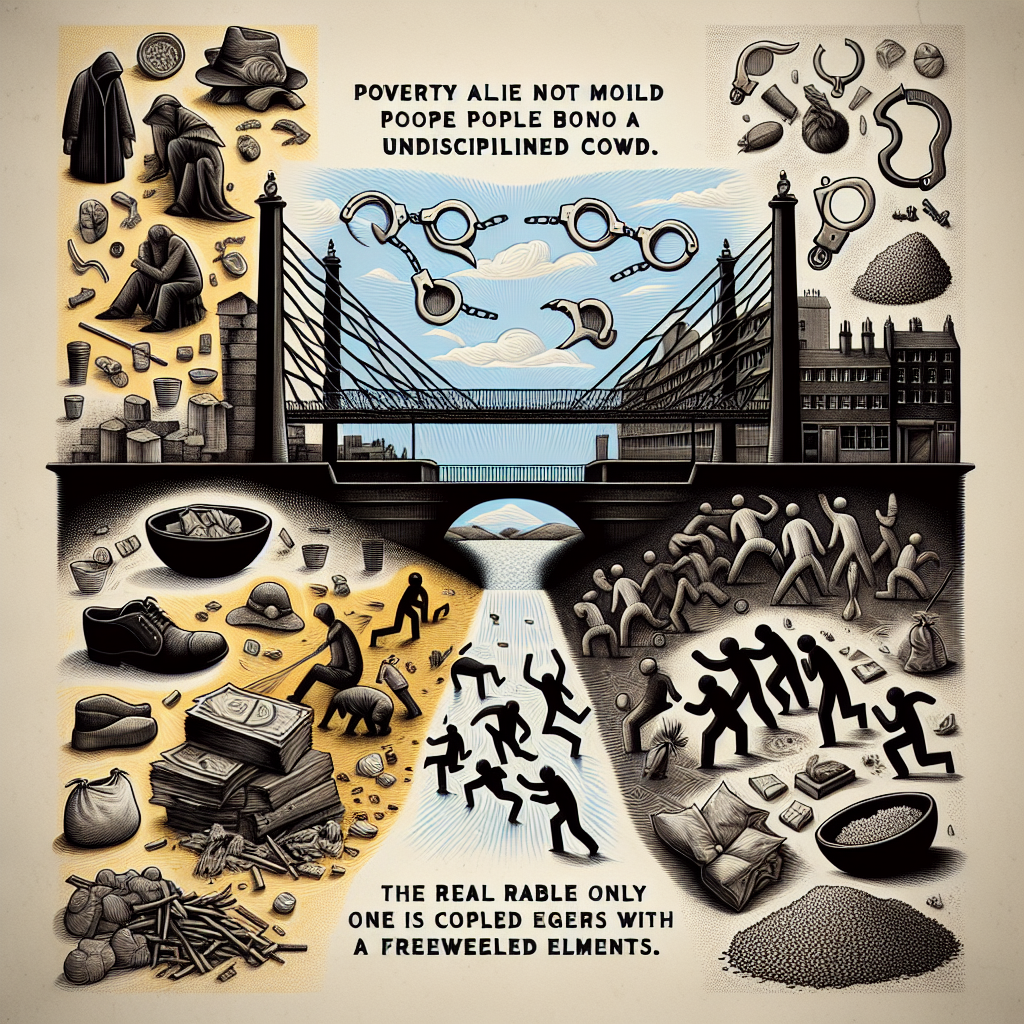 POVERTY ALIE NOT MOILD
POOPE POPLE BONO A
UNDISCIPILINED COWD.
THE REAL RABLE ONLY
ONE IS COPLED EGERS WITH
A FREEWEELED ELMENTS.